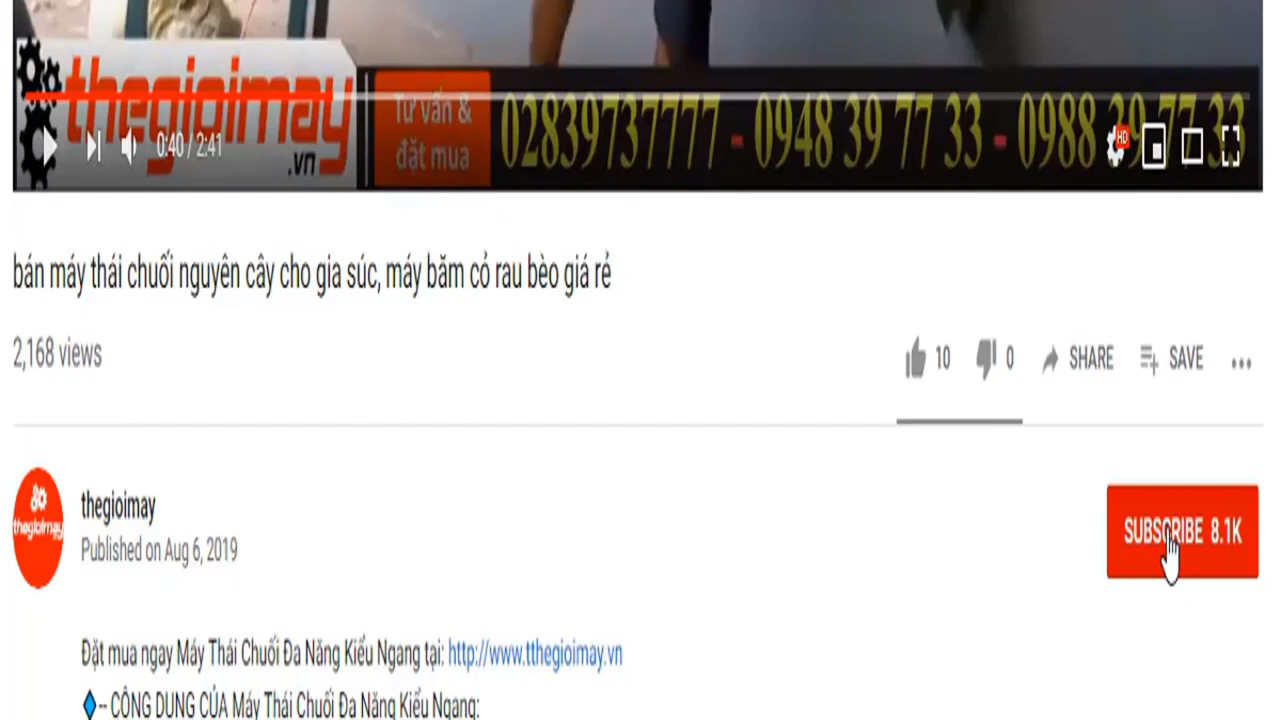 thegioimay
.vn
Tư vấn &
đặt mua
02839737777 - 0948 39 77 33 - 0988 39 77 33
HD
0:40 / 2:41
bán máy thái chuối nguyên cây cho gia súc, máy băm cỏ rau bèo giá rẻ
2,168 views
10 0 SHARE SAVE
thegioimay
thegioimay
Published on Aug 6, 2019
SUBSCRIBE 8.1K
Đặt mua ngay Máy Thái Chuối Đa Năng Kiểu Ngang tại: http://www.tthegioimay.vn
-- CÔNG DỤNG CỦA Máy Thái Chuối Đa Năng Kiểu Ngang: